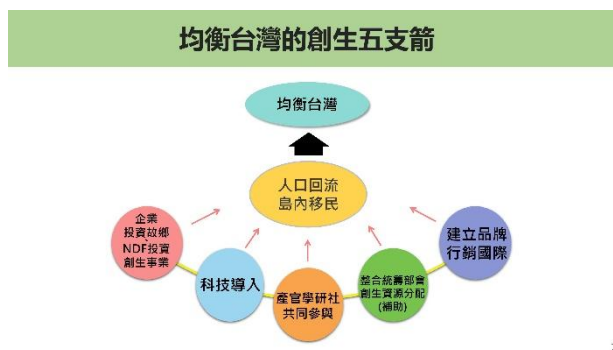 均衡台灣的創生五支箭
均衡台灣
人口回流
島內移民
企業
投資故鄉、
NDF投資
創生事業
科技導入
產官學研社
共同參與
整合統籌部會
創生資源分配
(補助)
建立品牌
行銷國際